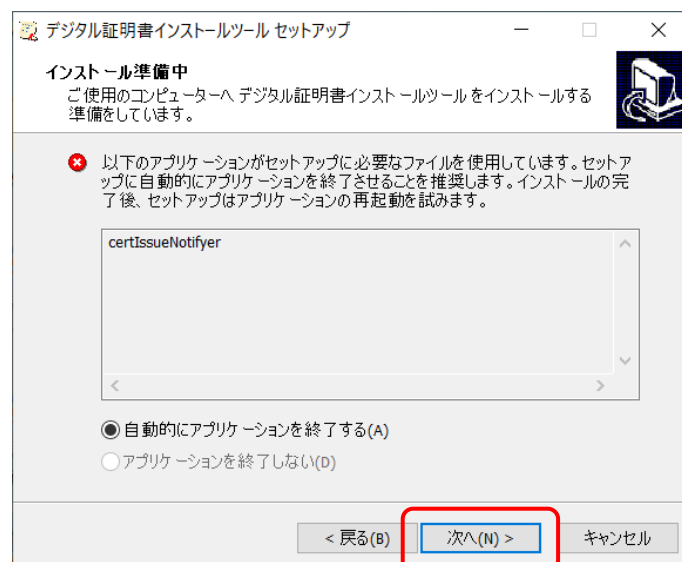 デジタル証明書インストールツール セットアップ
インストール準備中
ご使用のコンピューターへ デジタル証明書インストールツール をインストールする
準備をしています。
以下のアプリケーションがセットアップに必要なファイルを使用しています。セットア
ップに自動的にアプリケーションを終了させることを推奨します。インストールの完
了後、セットアップはアプリケーションの再起動を試みます。
certIssueNotifyer
自動的にアプリケーションを終了する(A)
アプリケーションを終了しない(D)
< 戻る(B)
次へ(N) >
キャンセル